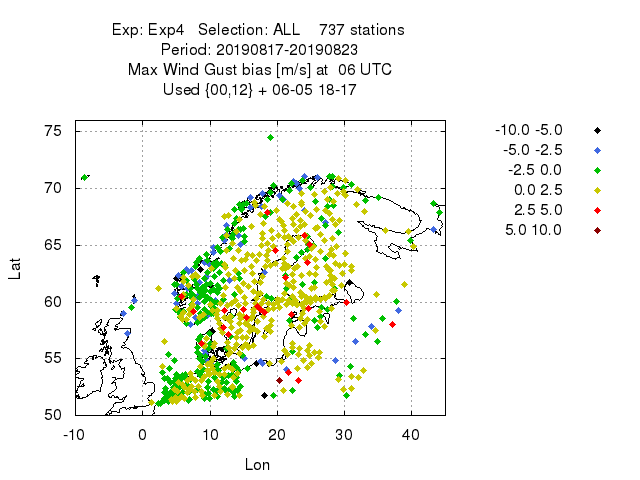 Exp: Exp4   Selection: ALL    737 stations
Period: 20190817-20190823
Max Wind Gust bias [m/s] at  06 UTC
Used {00,12} + 06-05 18-17
-10.0 -5.0
-5.0 -2.5
-2.5 0.0
0.0 2.5
2.5 5.0
5.0 10.0
75
70
65
60
55
50
Lat
-10 0 10 20 30 40
Lon